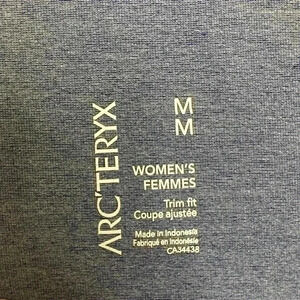 ARC'TERYX
M
M
WOMEN'S
FEMMES
Trim fit
Coupe ajustée
Made in Indonesia
Fabriqué en Indonésie
CA34438